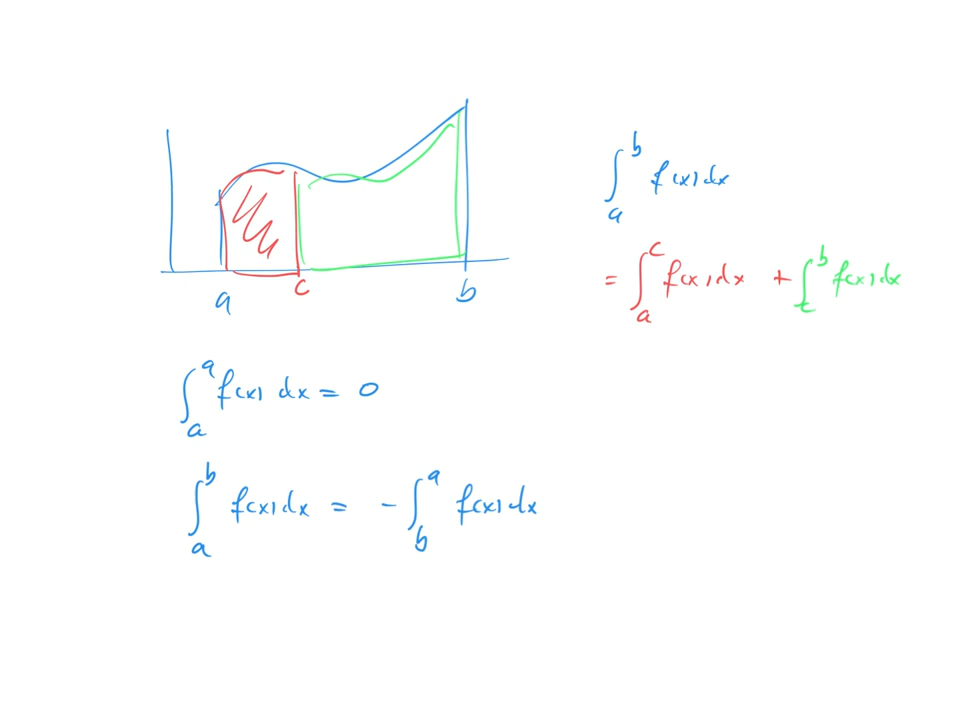 a c b
∫_a^b f(x)dx
= ∫_a^c f(x)dx + ∫_c^b f(x)dx
∫_a^a f(x) dx = 0
∫_a^b f(x)dx = -∫_b^a f(x)dx